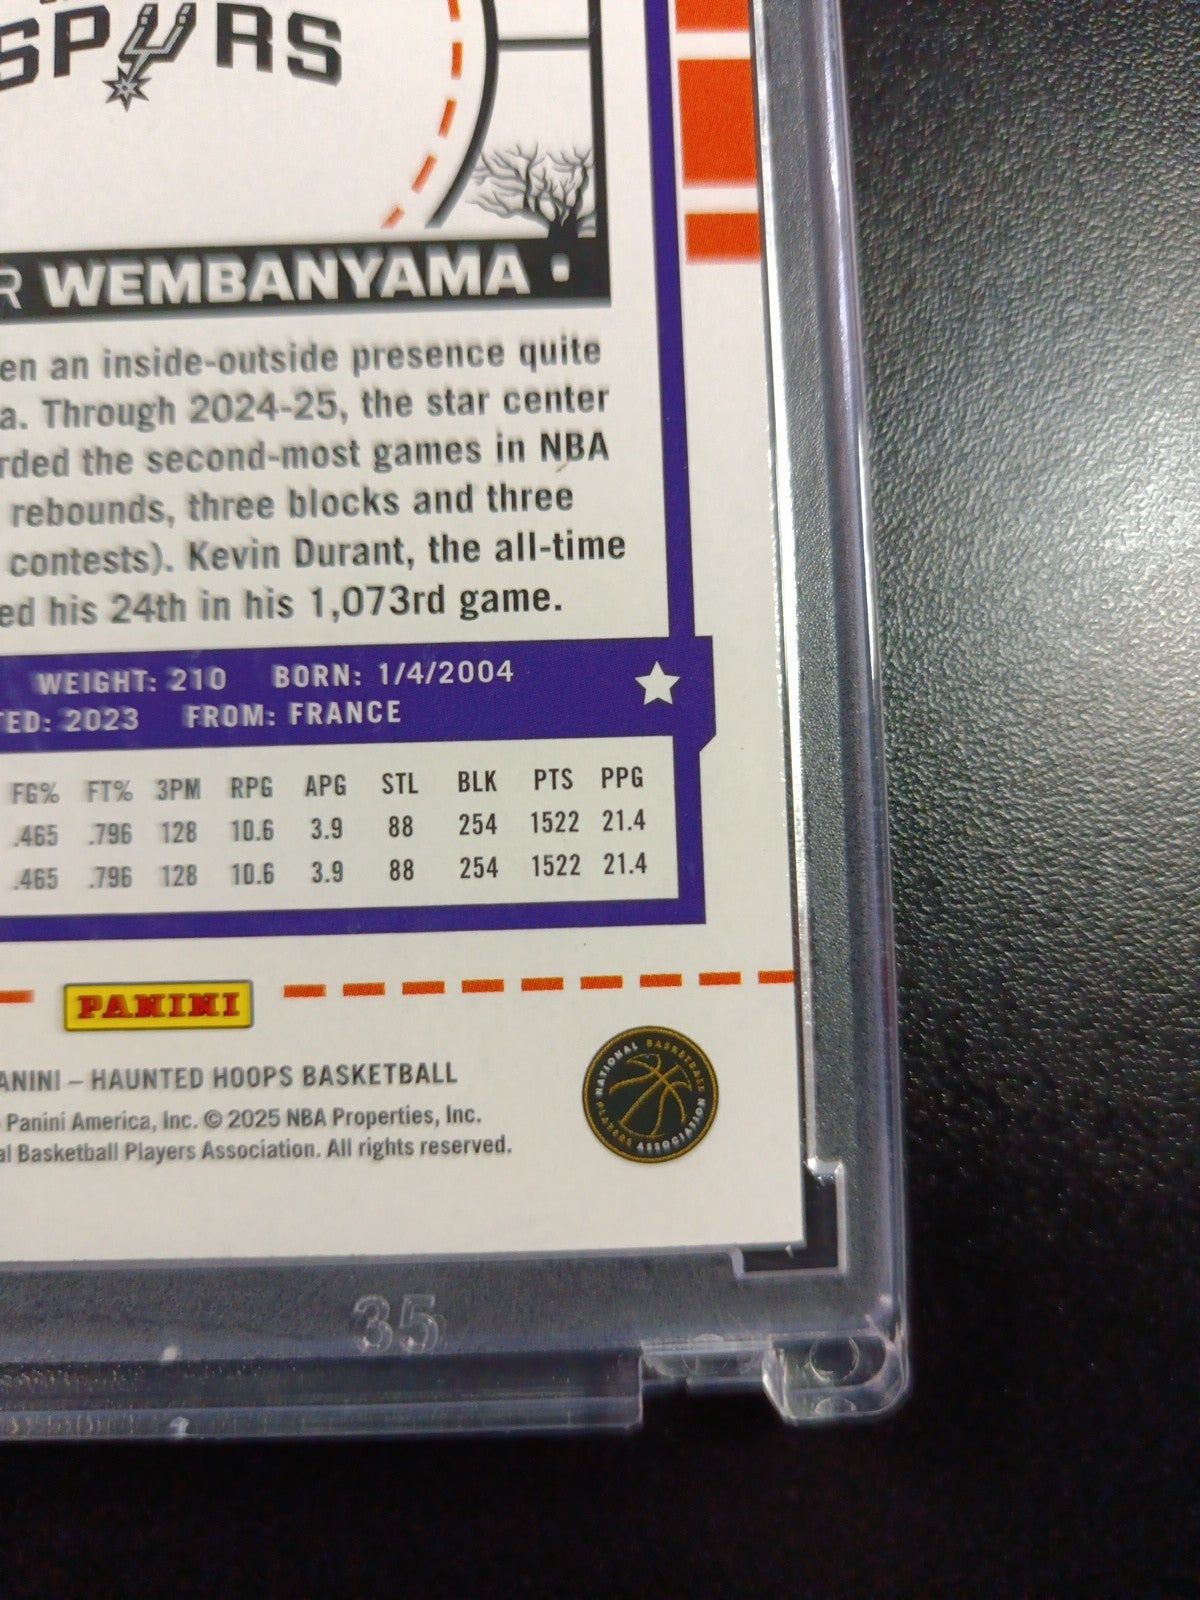 SPURS
R WEMBANYAMA
en an inside-outside presence quite
a. Through 2024-25, the star center
rded the second-most games in NBA
rebounds, three blocks and three
contests). Kevin Durant, the all-time
ed his 24th in his 1,073rd game.
WEIGHT: 210 BORN: 1/4/2004
TED: 2023 FROM: FRANCE
FG% FT% 3PM RPG APG STL BLK PTS PPG
.465 .796 128 10.6 3.9 88 254 1522 21.4
.465 .796 128 10.6 3.9 88 254 1522 21.4
PANINI
ANINI – HAUNTED HOOPS BASKETBALL
Panini America, Inc. © 2025 NBA Properties, Inc.
al Basketball Players Association. All rights reserved.
NATIONAL BASKETBALL
PLAYERS ASSOCIATION
35